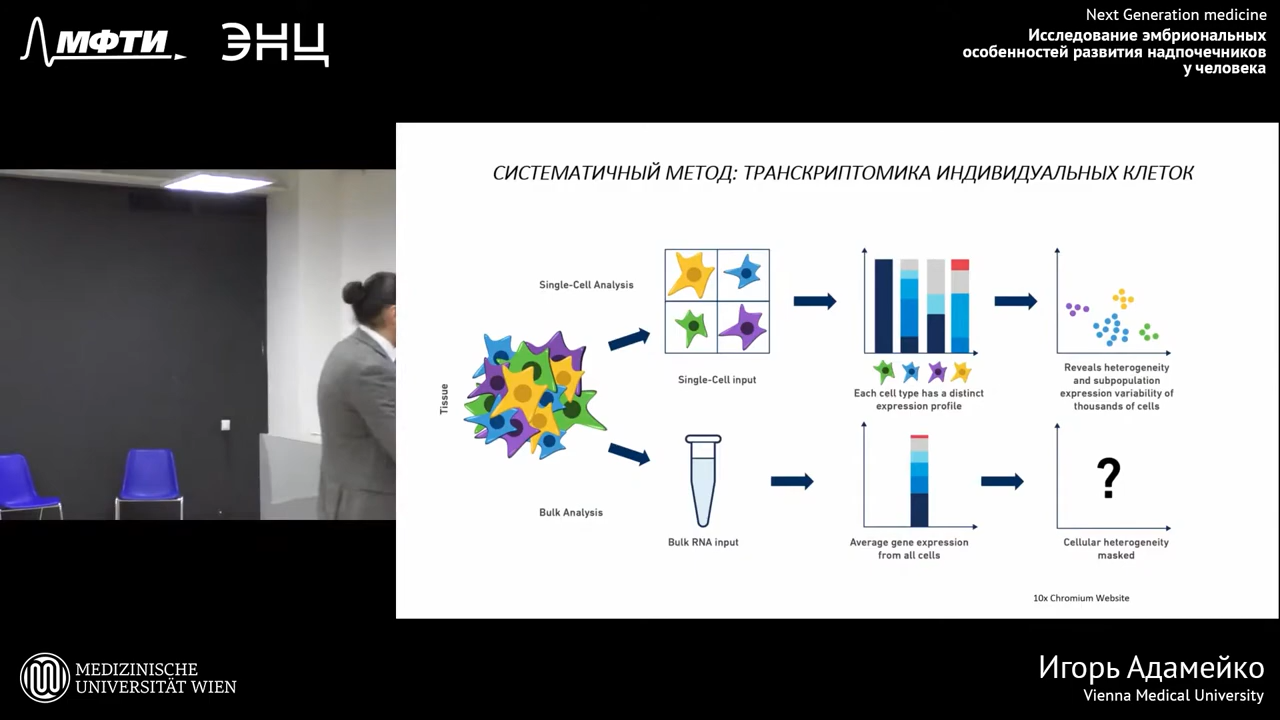 МФТИ
ЭНЦ
Next Generation medicine
Исследование эмбриональных
особенностей развития надпочечников
у человека
СИСТЕМАТИЧНЫЙ МЕТОД: ТРАНСКРИПТОМИКА ИНДИВИДУАЛЬНЫХ КЛЕТОК
Single-Cell Analysis
Single-Cell input
Each cell type has a distinct
expression profile
Reveals heterogeneity
and subpopulation
expression variability of
thousands of cells
Tissue
Bulk Analysis
Bulk RNA input
Average gene expression
from all cells
?
Cellular heterogeneity
masked
10x Chromium Website
MEDIZINISCHE
UNIVERSITÄT WIEN
Игорь Адамейко
Vienna Medical University